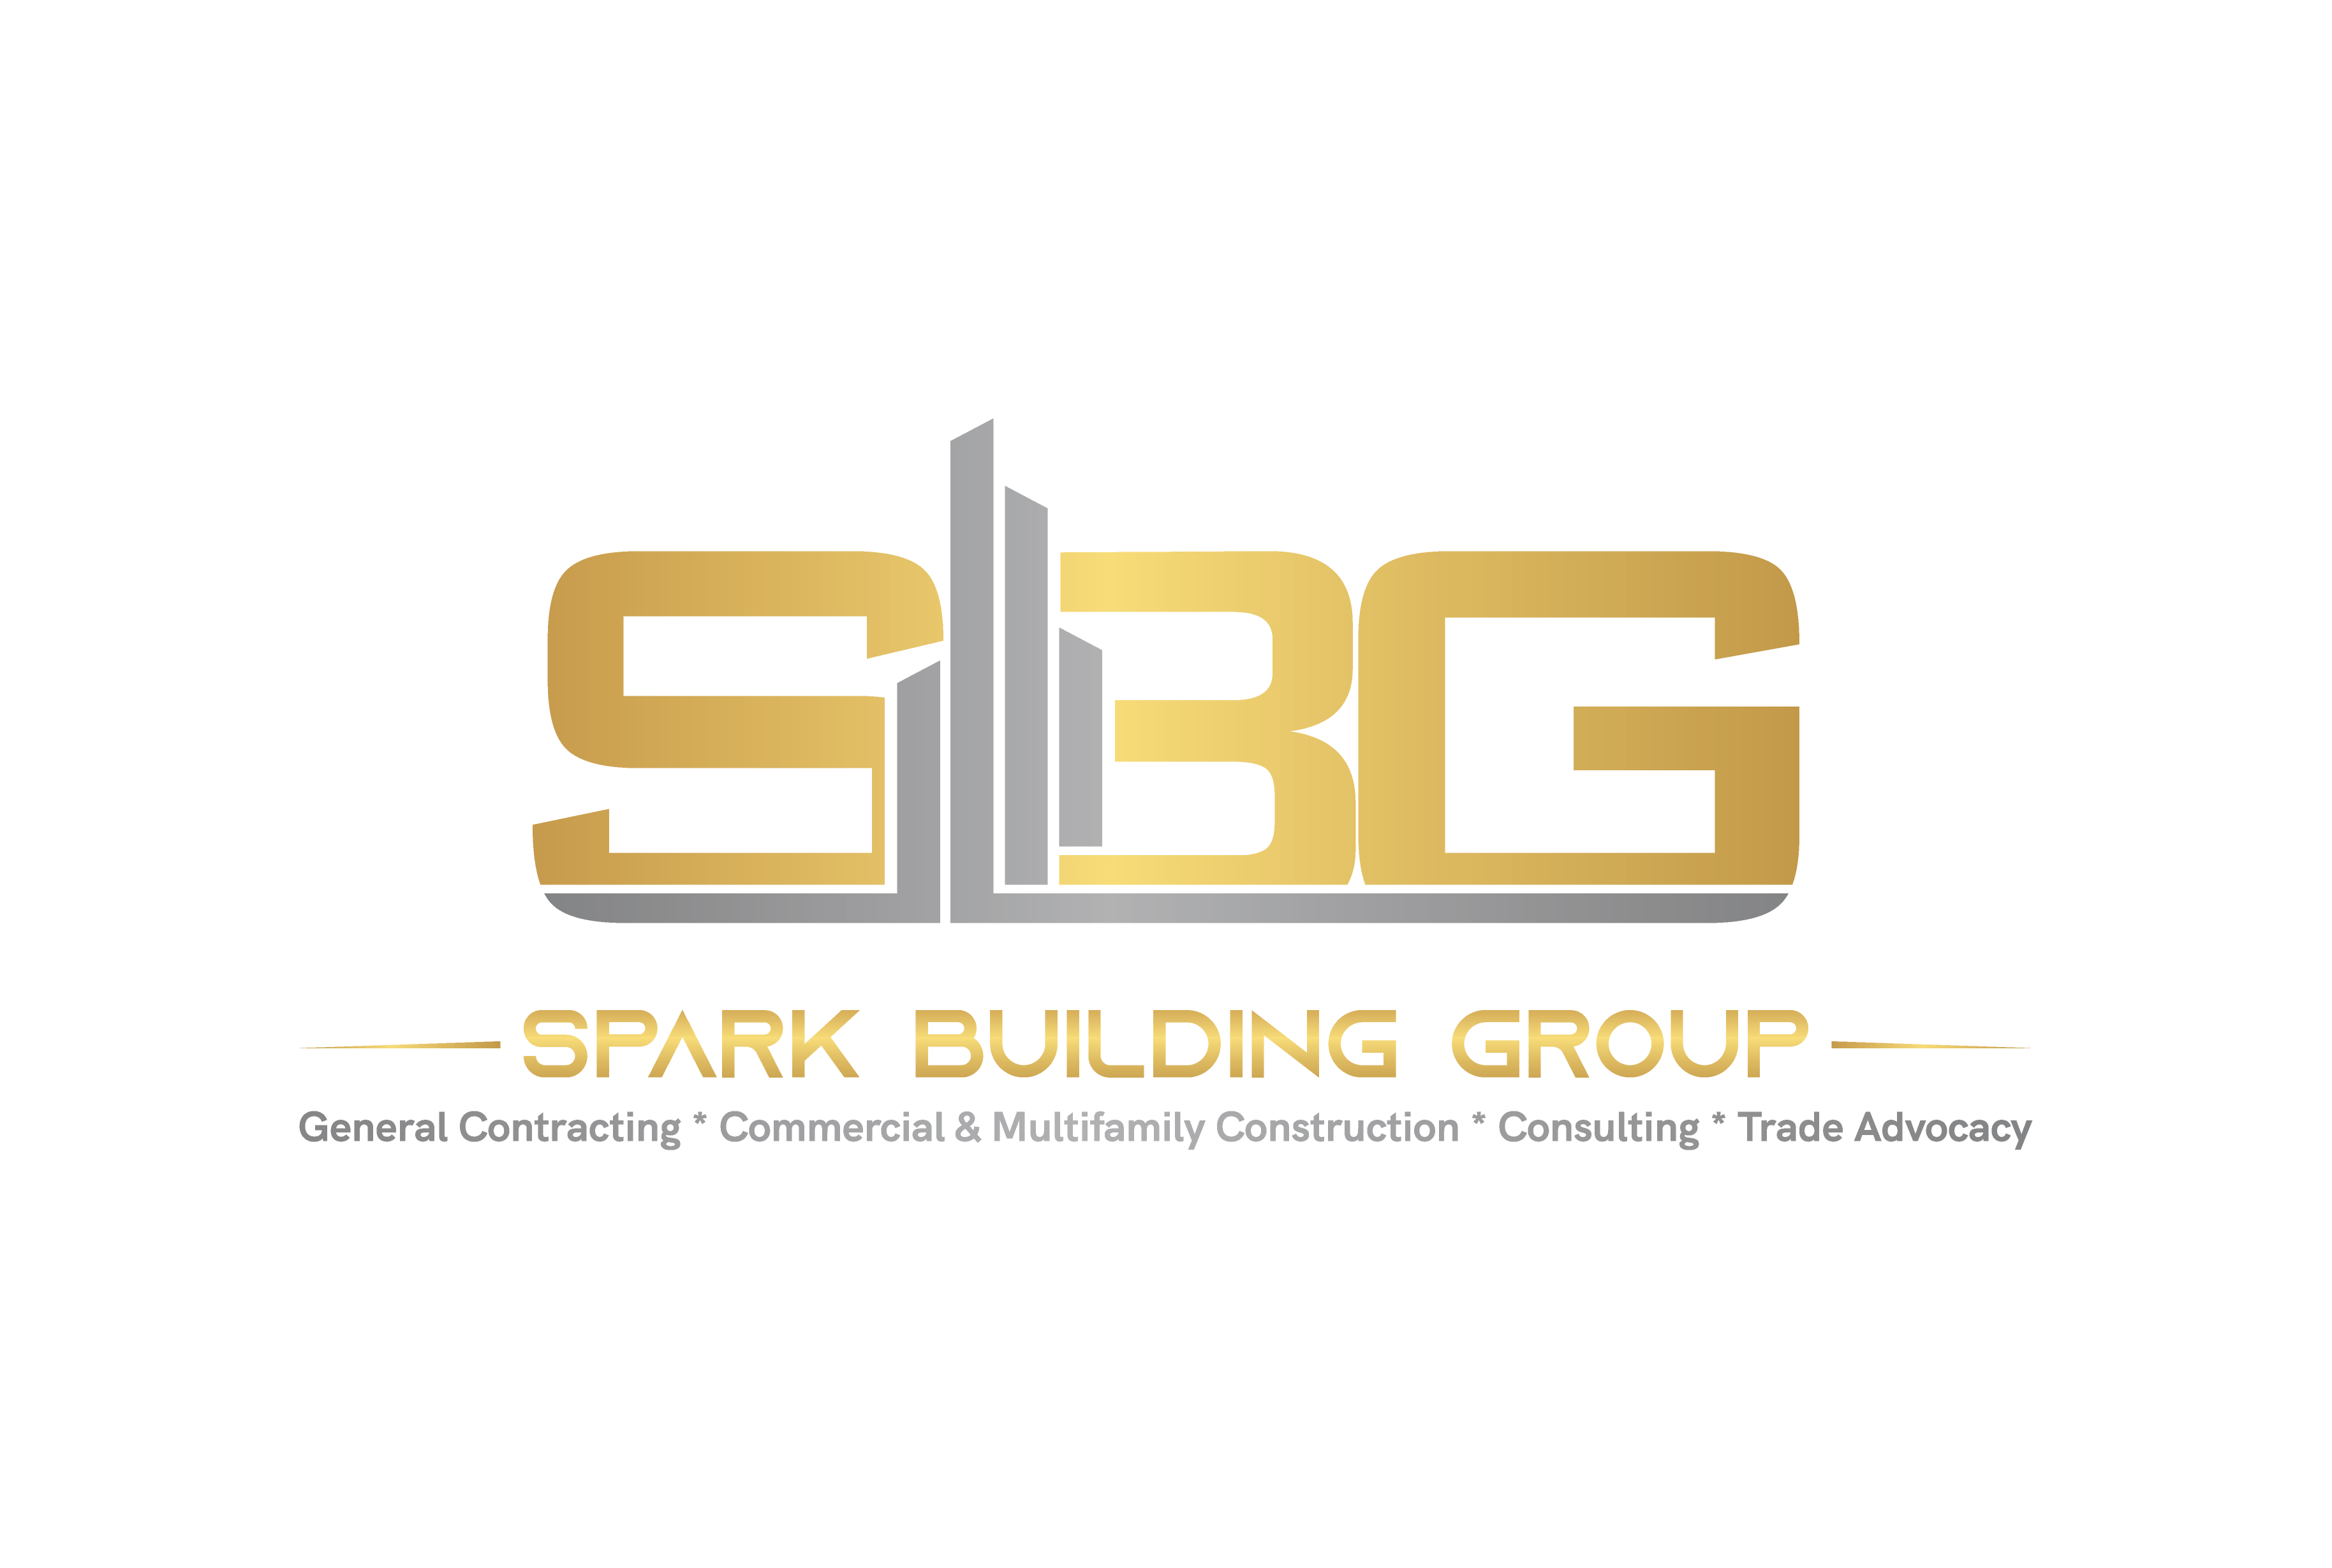 SBG
SPARK BUILDING GROUP
General Contracting * Commercial & Multifamily Construction * Consulting * Trade Advocacy